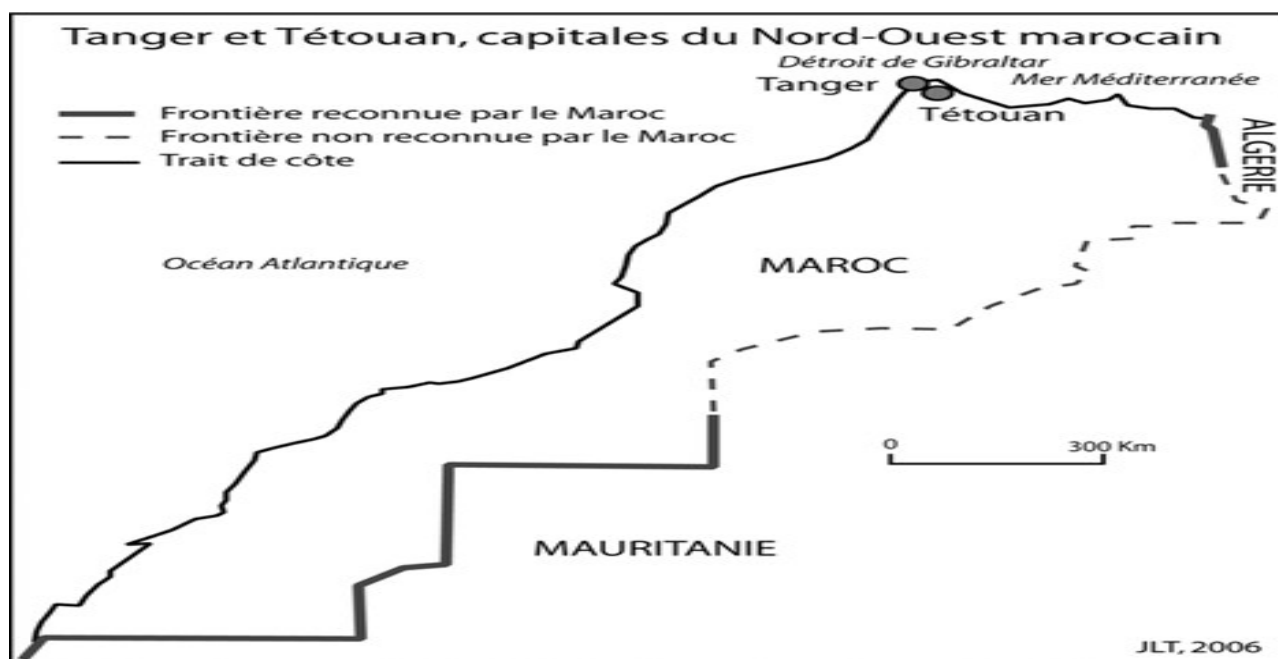 Tanger et Tétouan, capitales du Nord-Ouest marocain
Détroit de Gibraltar
Tanger
Mer Méditerranée
Tétouan
Frontière reconnue par le Maroc
Frontière non reconnue par le Maroc
Trait de côte
ALGERIE
Océan Atlantique
MAROC
0 300 Km
MAURITANIE
JLT, 2006